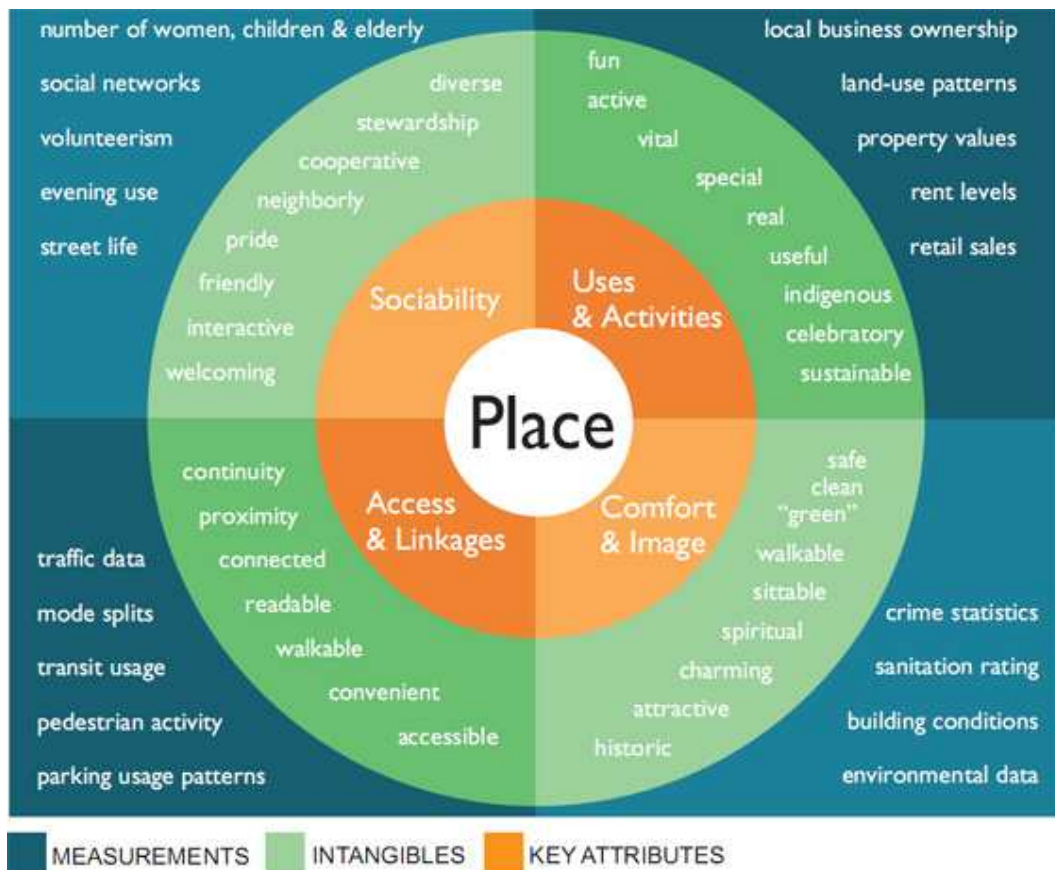 number of women, children & elderly
social networks
volunteerism
evening use
street life
diverse
stewardship
cooperative
neighborly
pride
friendly
interactive
welcoming
Sociability
fun
active
vital
special
real
useful
indigenous
celebratory
sustainable
local business ownership
land-use patterns
property values
rent levels
retail sales
Uses
& Activities
Place
continuity
proximity
connected
readable
walkable
convenient
accessible
Access
& Linkages
traffic data
mode splits
transit usage
pedestrian activity
parking usage patterns
Comfort
& Image
safe
clean
"green"
walkable
sittable
spiritual
charming
attractive
historic
crime statistics
sanitation rating
building conditions
environmental data
MEASUREMENTS
INTANGIBLES
KEY ATTRIBUTES